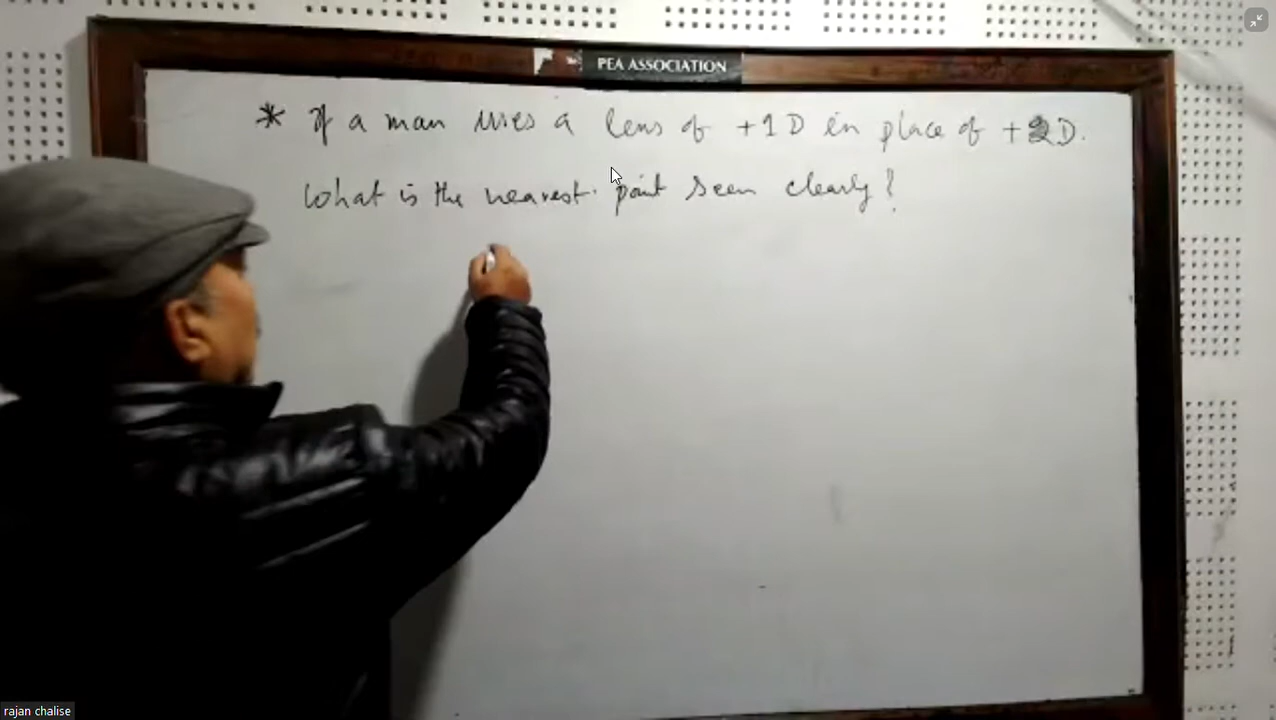 PEA ASSOCIATION
* If a man uses a lens of +1D in place of +2D.
What is the nearest point seen clearly?
rajan chalise